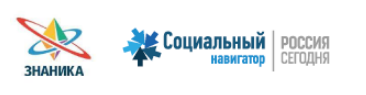 ЗНАНИКА
Социальный
навигатор
РОССИЯ
СЕГОДНЯ